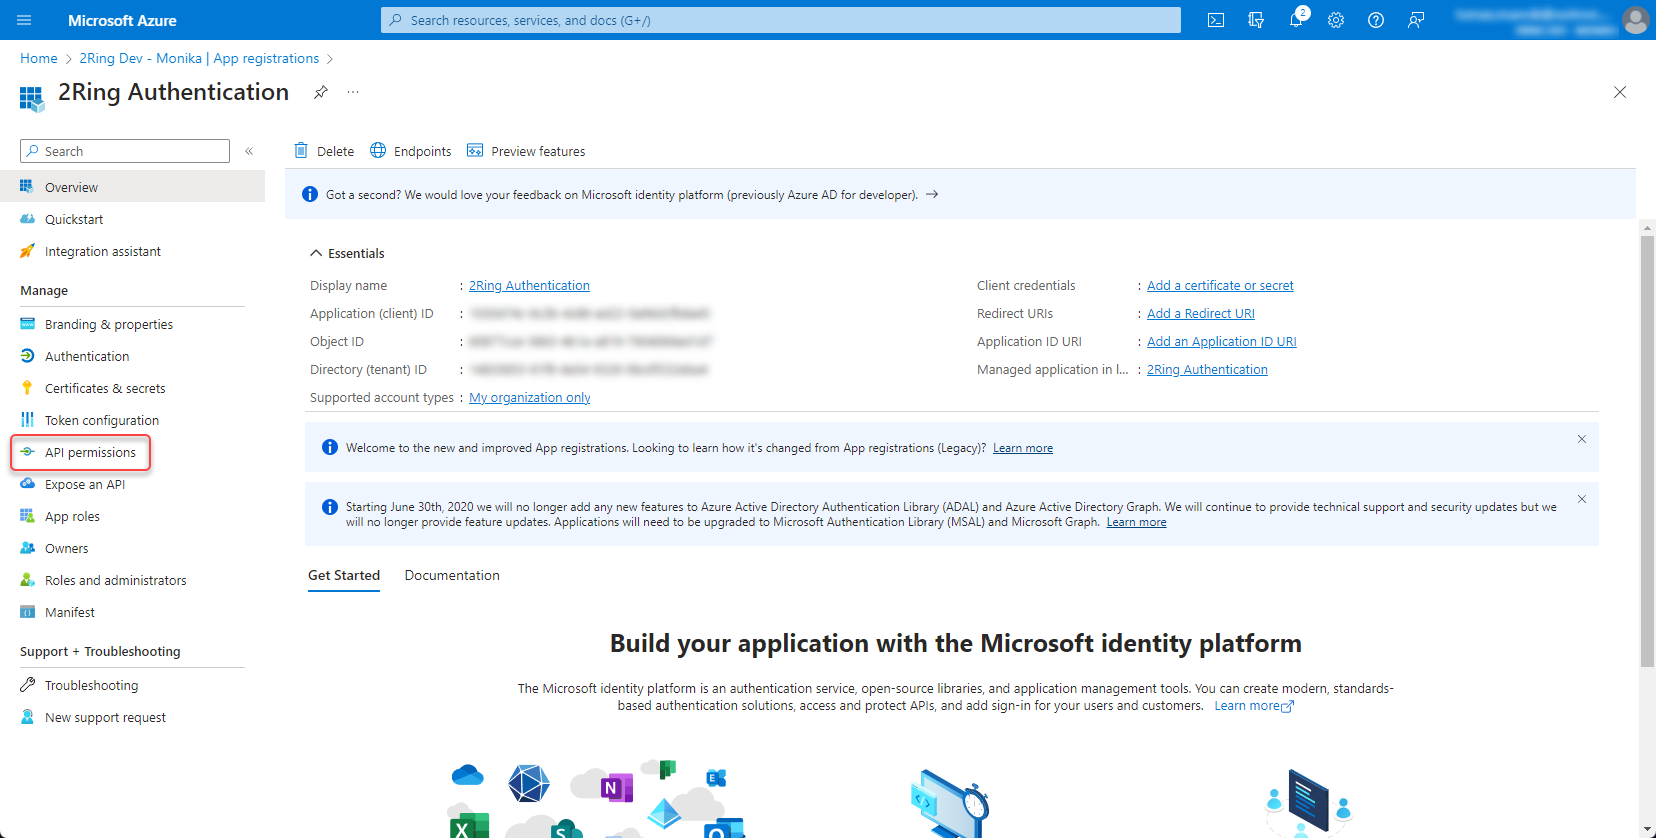 Microsoft Azure
Search resources, services, and docs (G+/)
2
Home > 2Ring Dev - Monika | App registrations >
2Ring Authentication
...
Search
«
Overview
Quickstart
Integration assistant
Manage
Branding & properties
Authentication
Certificates & secrets
Token configuration
API permissions
Expose an API
App roles
Owners
Roles and administrators
Manifest
Support + Troubleshooting
Troubleshooting
New support request
Delete
Endpoints
Preview features
Got a second? We would love your feedback on Microsoft identity platform (previously Azure AD for developer). →
Essentials
Display name : 2Ring Authentication
Application (client) ID :
Object ID :
Directory (tenant) ID :
Supported account types : My organization only
Client credentials : Add a certificate or secret
Redirect URIs : Add a Redirect URI
Application ID URI : Add an Application ID URI
Managed application in l... : 2Ring Authentication
Welcome to the new and improved App registrations. Looking to learn how it's changed from App registrations (Legacy)? Learn more
Starting June 30th, 2020 we will no longer add any new features to Azure Active Directory Authentication Library (ADAL) and Azure Active Directory Graph. We will continue to provide technical support and security updates but we
will no longer provide feature updates. Applications will need to be upgraded to Microsoft Authentication Library (MSAL) and Microsoft Graph. Learn more
Get Started
Documentation
Build your application with the Microsoft identity platform
The Microsoft identity platform is an authentication service, open-source libraries, and application management tools. You can create modern, standards-
based authentication solutions, access and protect APIs, and add sign-in for your users and customers. Learn more
N
E
X
S
O